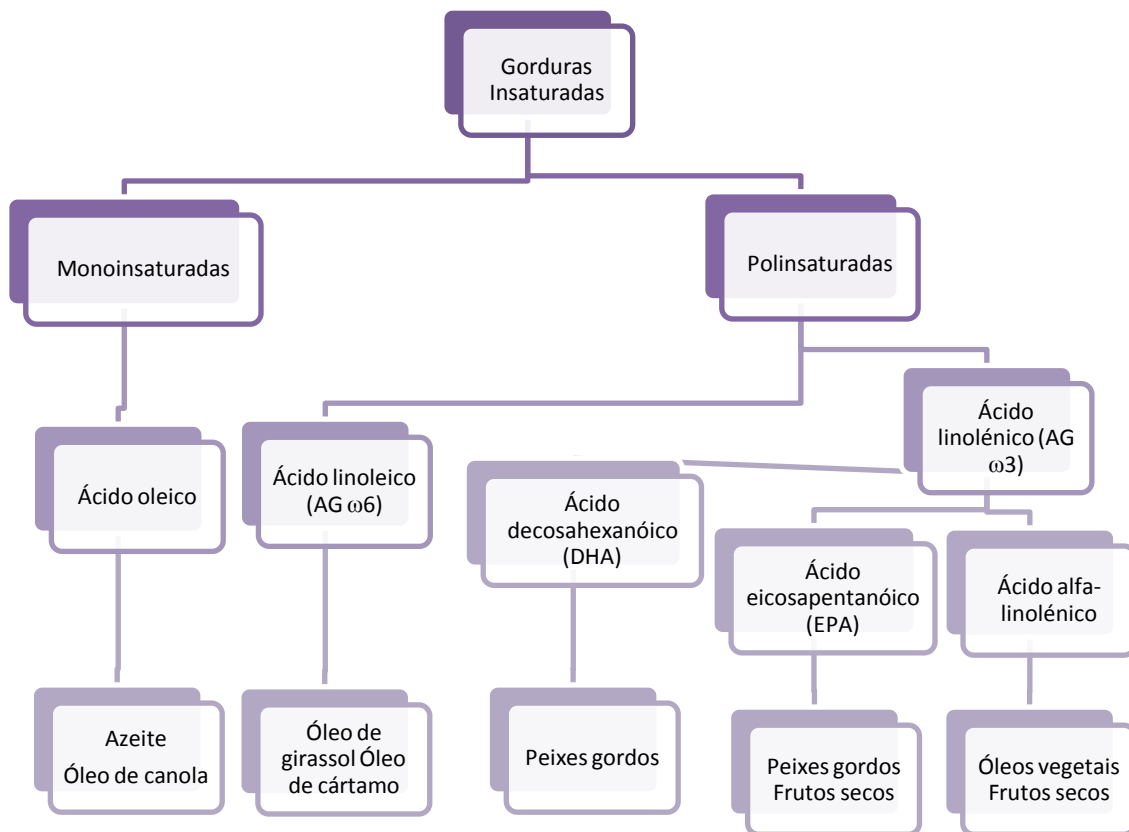 Gorduras
Insaturadas
Monoinsaturadas
Polinsaturadas
Ácido oleico
Ácido linoleico
(AG ω6)
Ácido
decosahexanóico
(DHA)
Ácido
linolénico (AG
ω3)
Ácido
eicosapentanóico
(EPA)
Ácido alfa-
linolénico
Azeite
Óleo de canola
Óleo de
girassol Óleo
de cártamo
Peixes gordos
Peixes gordos
Frutos secos
Óleos vegetais
Frutos secos